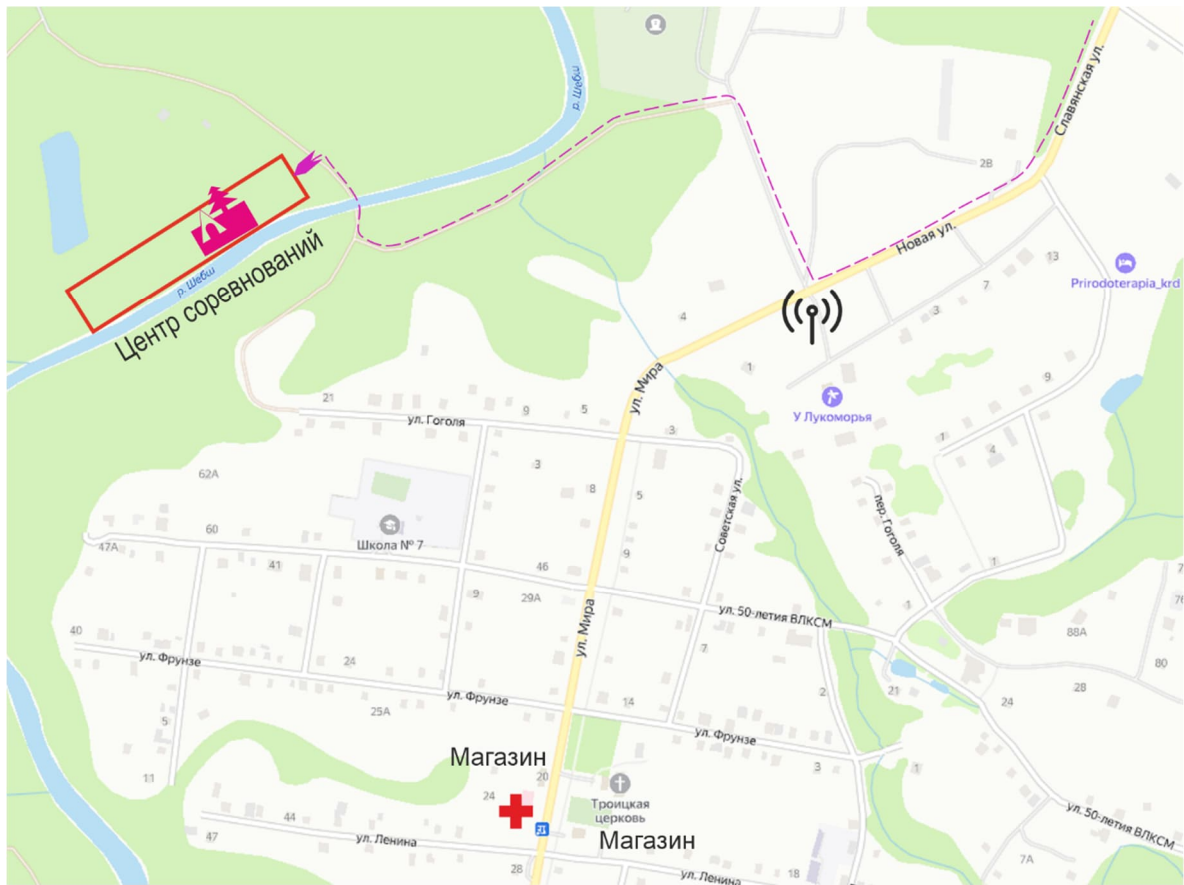 р. Шебш
р. Шебш
Славянская ул.
2В
Новая ул.
13
Prirodoterapia_krd
7
3
р. Шебш
Центр соревнований
4
1
ул. Мира
9
У Лукоморья
21
ул. Гоголя
9
5
3
1
4
3
62А
8
5
Советская ул.
пер. Гоголя
60
47А
Школа № 7
41
46
9
1
29А
9
ул. Мира
ул. 50-летия ВЛКСМ
1
7
76
40
88А
ул. Фрунзе
24
7
80
2
21
28
24
ул. Фрунзе
25А
14
5
ул. Фрунзе
3
1
Магазин
11
20
24
Троицкая
церковь
44
47
ул. Ленина
Магазин
ул. 50-летия ВЛКСМ
28
18
7А
ул. Ленина